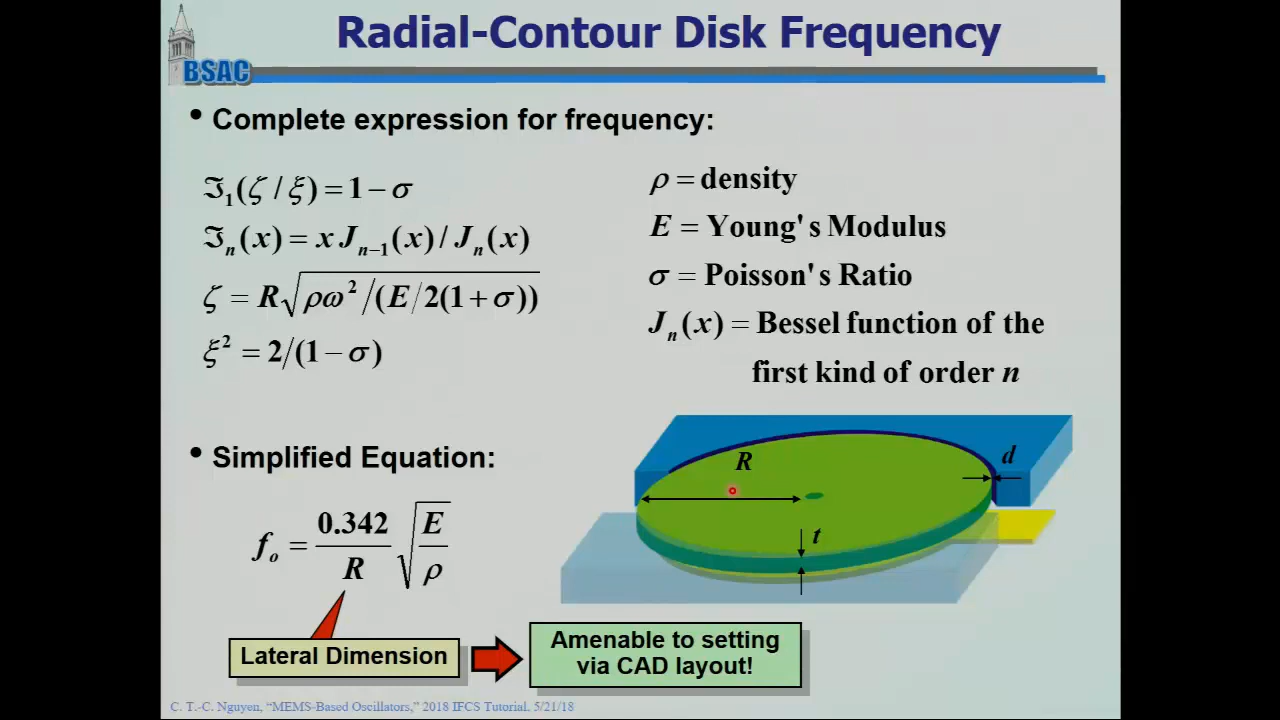 Radial-Contour Disk Frequency
BSAC
• Complete expression for frequency:
ℑ₁(ζ / ξ) = 1 − σ
ℑₙ(x) = x Jₙ₋₁(x) / Jₙ(x)
ζ = R√(ρω² / (E / 2(1 + σ)))
ξ² = 2 / (1 − σ)
ρ = density
E = Young's Modulus
σ = Poisson's Ratio
Jₙ(x) = Bessel function of the
first kind of order n
• Simplified Equation:
fₒ = 0.342 / R √(E / ρ)
R
d
t
Lateral Dimension
Amenable to setting
via CAD layout!
C. T.-C. Nguyen, “MEMS-Based Oscillators,” 2018 IFCS Tutorial, 5/21/18